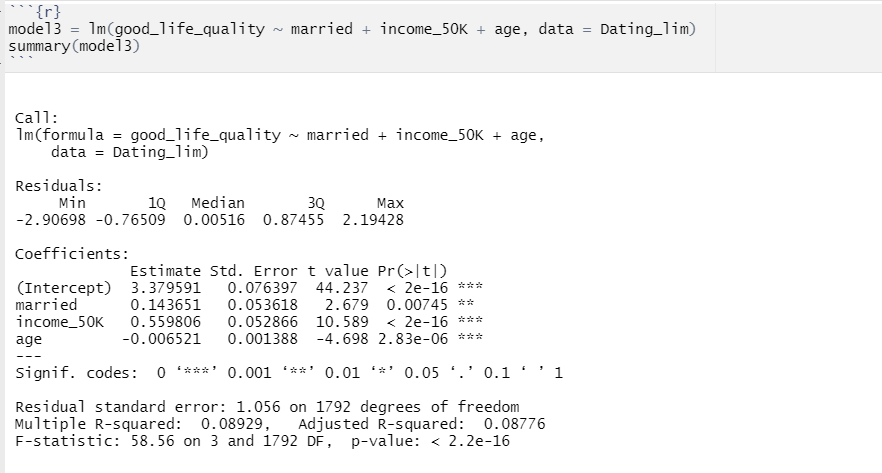 ```{r}
model3 = lm(good_life_quality ~ married + income_50K + age, data = Dating_lim)
summary(model3)
```
Call:
lm(formula = good_life_quality ~ married + income_50K + age,
    data = Dating_lim)
Residuals:
     Min       1Q   Median       3Q      Max
-2.90698 -0.76509  0.00516  0.87455  2.19428
Coefficients:
             Estimate Std. Error t value Pr(>|t|)
(Intercept)  3.379591   0.076397  44.237  < 2e-16 ***
married      0.143651   0.053618   2.679  0.00745 **
income_50K   0.559806   0.052866  10.589  < 2e-16 ***
age         -0.006521   0.001388  -4.698 2.83e-06 ***
---
Signif. codes:  0 ‘***’ 0.001 ‘**’ 0.01 ‘*’ 0.05 ‘.’ 0.1 ‘ ’ 1
Residual standard error: 1.056 on 1792 degrees of freedom
Multiple R-squared:  0.08929,   Adjusted R-squared:  0.08776
F-statistic: 58.56 on 3 and 1792 DF,  p-value: < 2.2e-16